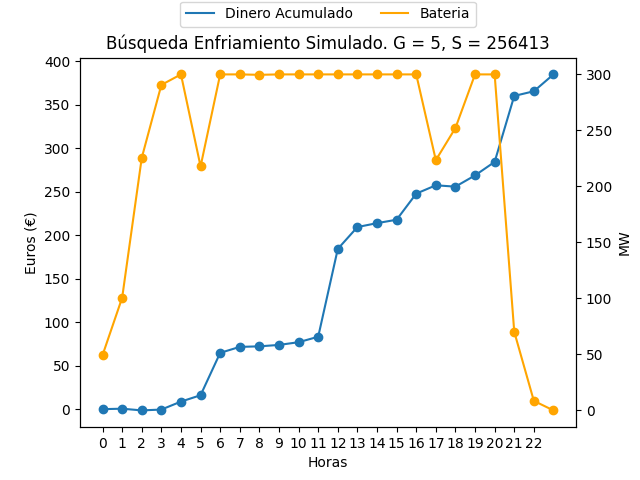 Dinero Acumulado Bateria
Búsqueda Enfriamiento Simulado. G = 5, S = 256413
400
350
300
250
200
150
100
50
0
Euros (€)
300
250
200
150
100
50
0
MW
0 1 2 3 4 5 6 7 8 9 10 11 12 13 14 15 16 17 18 19 20 21 22
Horas